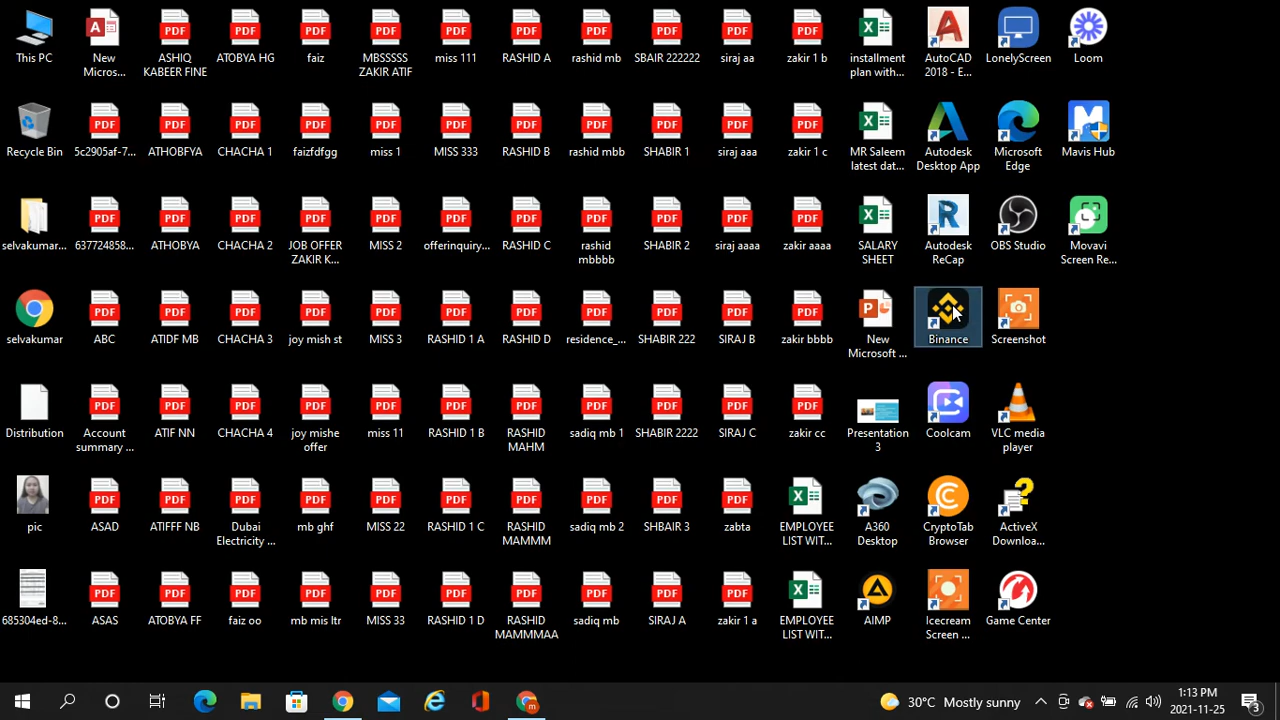 This PC
New
Micros...
ASHIQ
KABEER FINE
ATOBYA HG
faiz
MBSSSSS
ZAKIR ATIF
miss 111
RASHID A
rashid mb
SBAIR 222222
siraj aa
zakir 1 b
installment
plan with...
AutoCAD
2018 - E...
LonelyScreen
Loom
Recycle Bin
5c2905af-7...
ATHOBFYA
CHACHA 1
faizfdfgg
miss 1
MISS 333
RASHID B
rashid mbb
SHABIR 1
siraj aaa
zakir 1 c
MR Saleem
latest dat...
Autodesk
Desktop App
Microsoft
Edge
Mavis Hub
selvakumar...
637724858...
ATHOBYA
CHACHA 2
JOB OFFER
ZAKIR K...
MISS 2
offerinquiry...
RASHID C
rashid
mbbbb
SHABIR 2
siraj aaaa
zakir aaaa
SALARY
SHEET
Autodesk
ReCap
OBS Studio
Movavi
Screen Re...
selvakumar
ABC
ATIDF MB
CHACHA 3
joy mish st
MISS 3
RASHID 1 A
RASHID D
residence_...
SHABIR 222
SIRAJ B
zakir bbbb
New
Microsoft ...
Binance
Screenshot
Distribution
Account
summary ...
ATIF NN
CHACHA 4
joy mishe
offer
miss 11
RASHID 1 B
RASHID
MAHM
sadiq mb 1
SHABIR 2222
SIRAJ C
zakir cc
Presentation
3
Coolcam
VLC media
player
pic
ASAD
ATIFFF NB
Dubai
Electricity ...
mb ghf
MISS 22
RASHID 1 C
RASHID
MAMMM
sadiq mb 2
SHBAIR 3
zabta
EMPLOYEE
LIST WIT...
A360
Desktop
CryptoTab
Browser
ActiveX
Downloa...
685304ed-8...
ASAS
ATOBYA FF
faiz oo
mb mis ltr
MISS 33
RASHID 1 D
RASHID
MAMMMAA
sadiq mb
SIRAJ A
zakir 1 a
EMPLOYEE
LIST WIT...
AIMP
Icecream
Screen ...
Game Center
30°C Mostly sunny
1:13 PM
2021-11-25
3